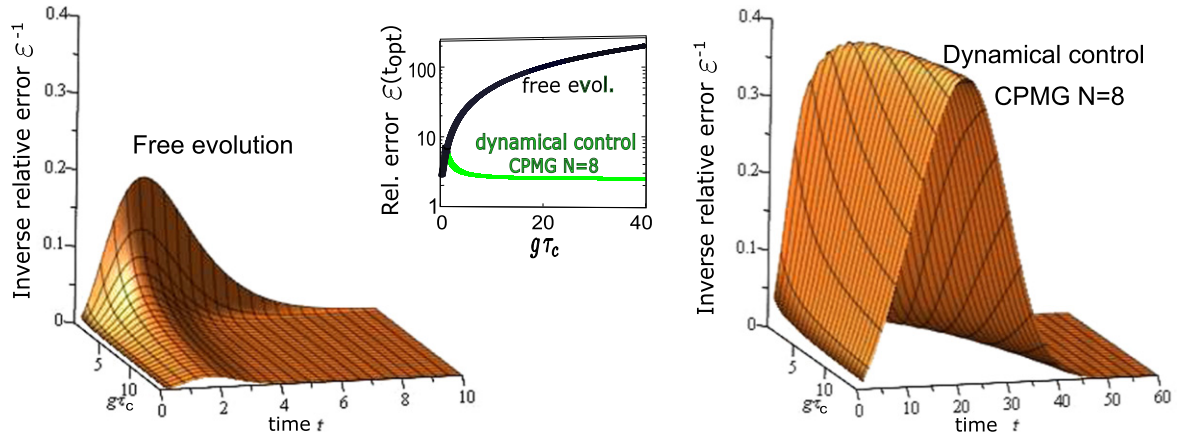 Inverse relative error ε⁻¹
0.4
0.3
0.2
0.1
0
Free evolution
5
10
gτc
0
2
4
6
8
10
time t
Rel. error ε(topt)
100
10
1
free evol.
dynamical control
CPMG N=8
0
20
40
gτc
Inverse relative error ε⁻¹
0.4
0.3
0.2
0.1
0
Dynamical control
CPMG N=8
5
10
gτc
0
10
20
30
40
50
60
time t